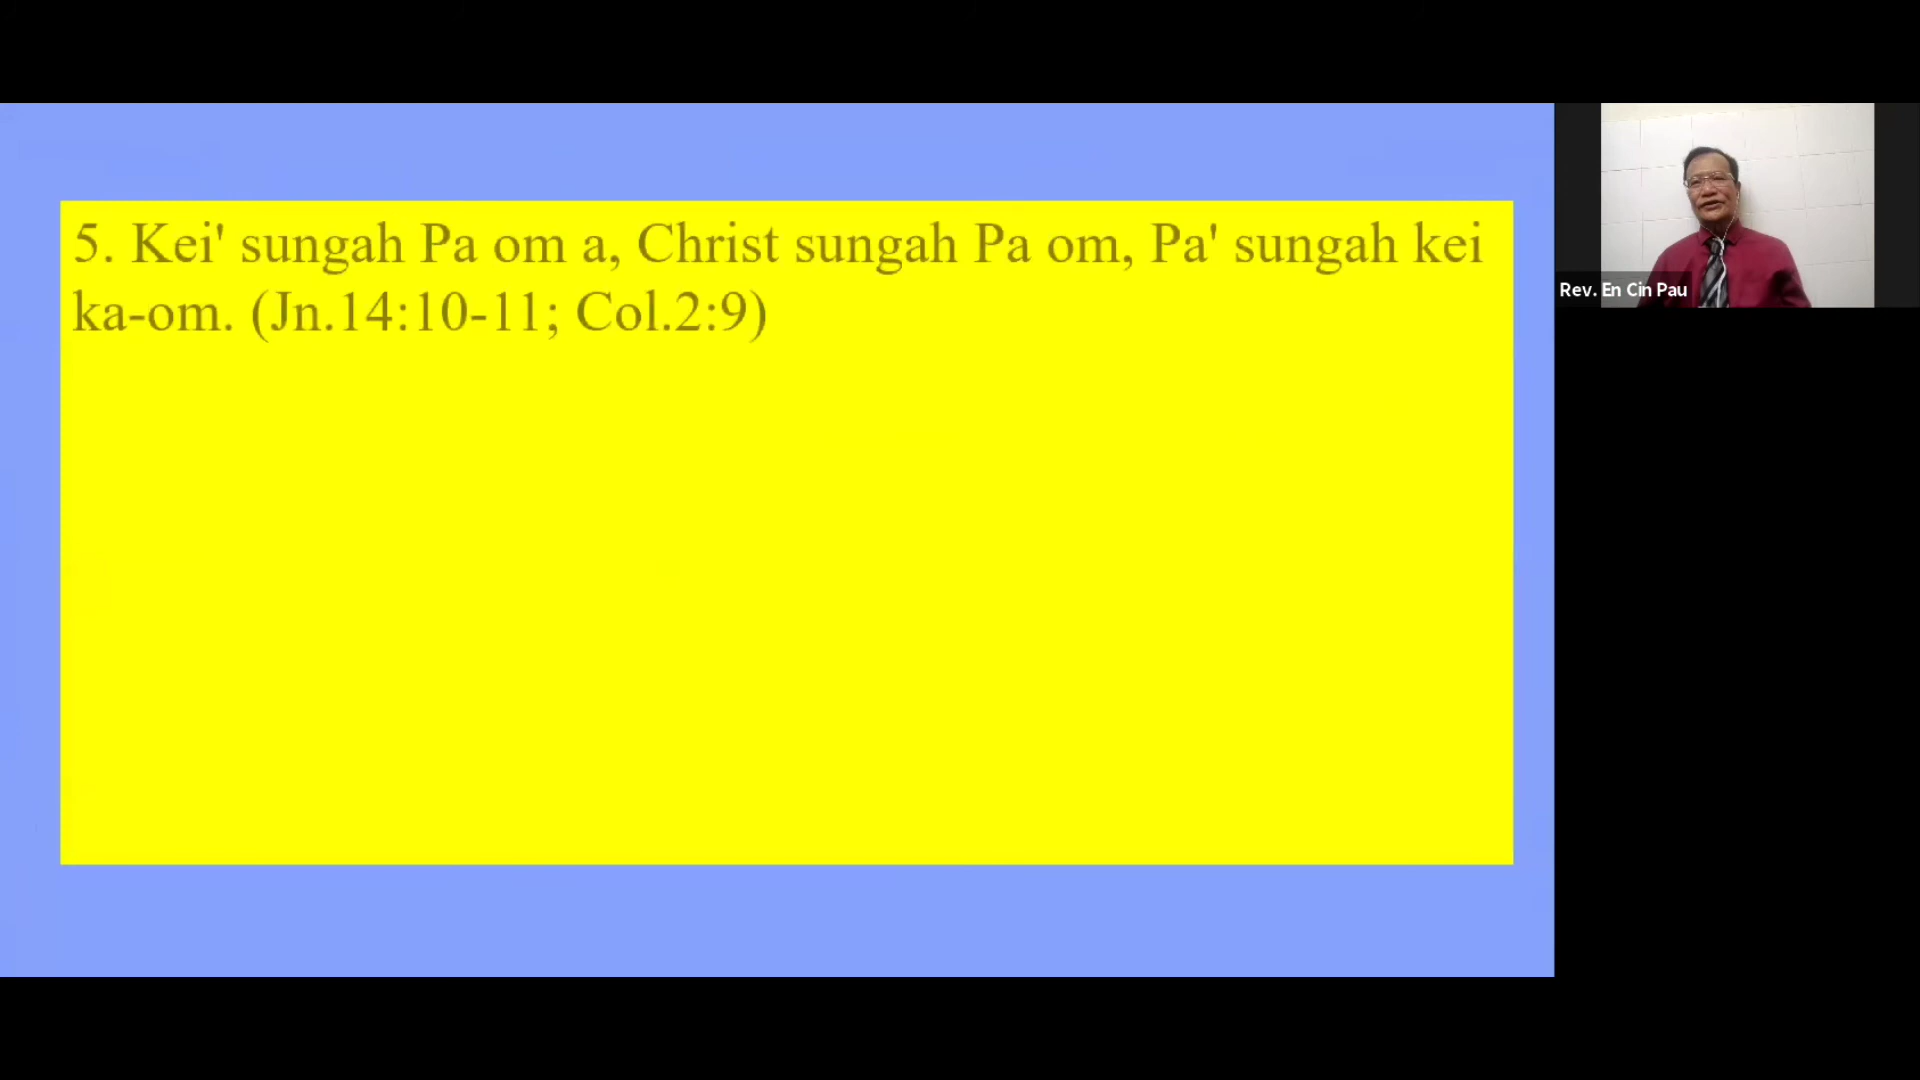 5. Kei' sungah Pa om a, Christ sungah Pa om, Pa' sungah kei
ka-om. (Jn.14:10-11; Col.2:9)
Rev. En Cin Pau